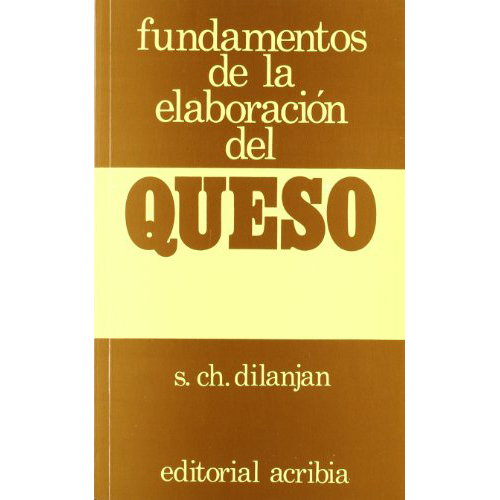 fundamentos
de la
elaboración
del
QUESO
s. ch. dilanjan
editorial acribia